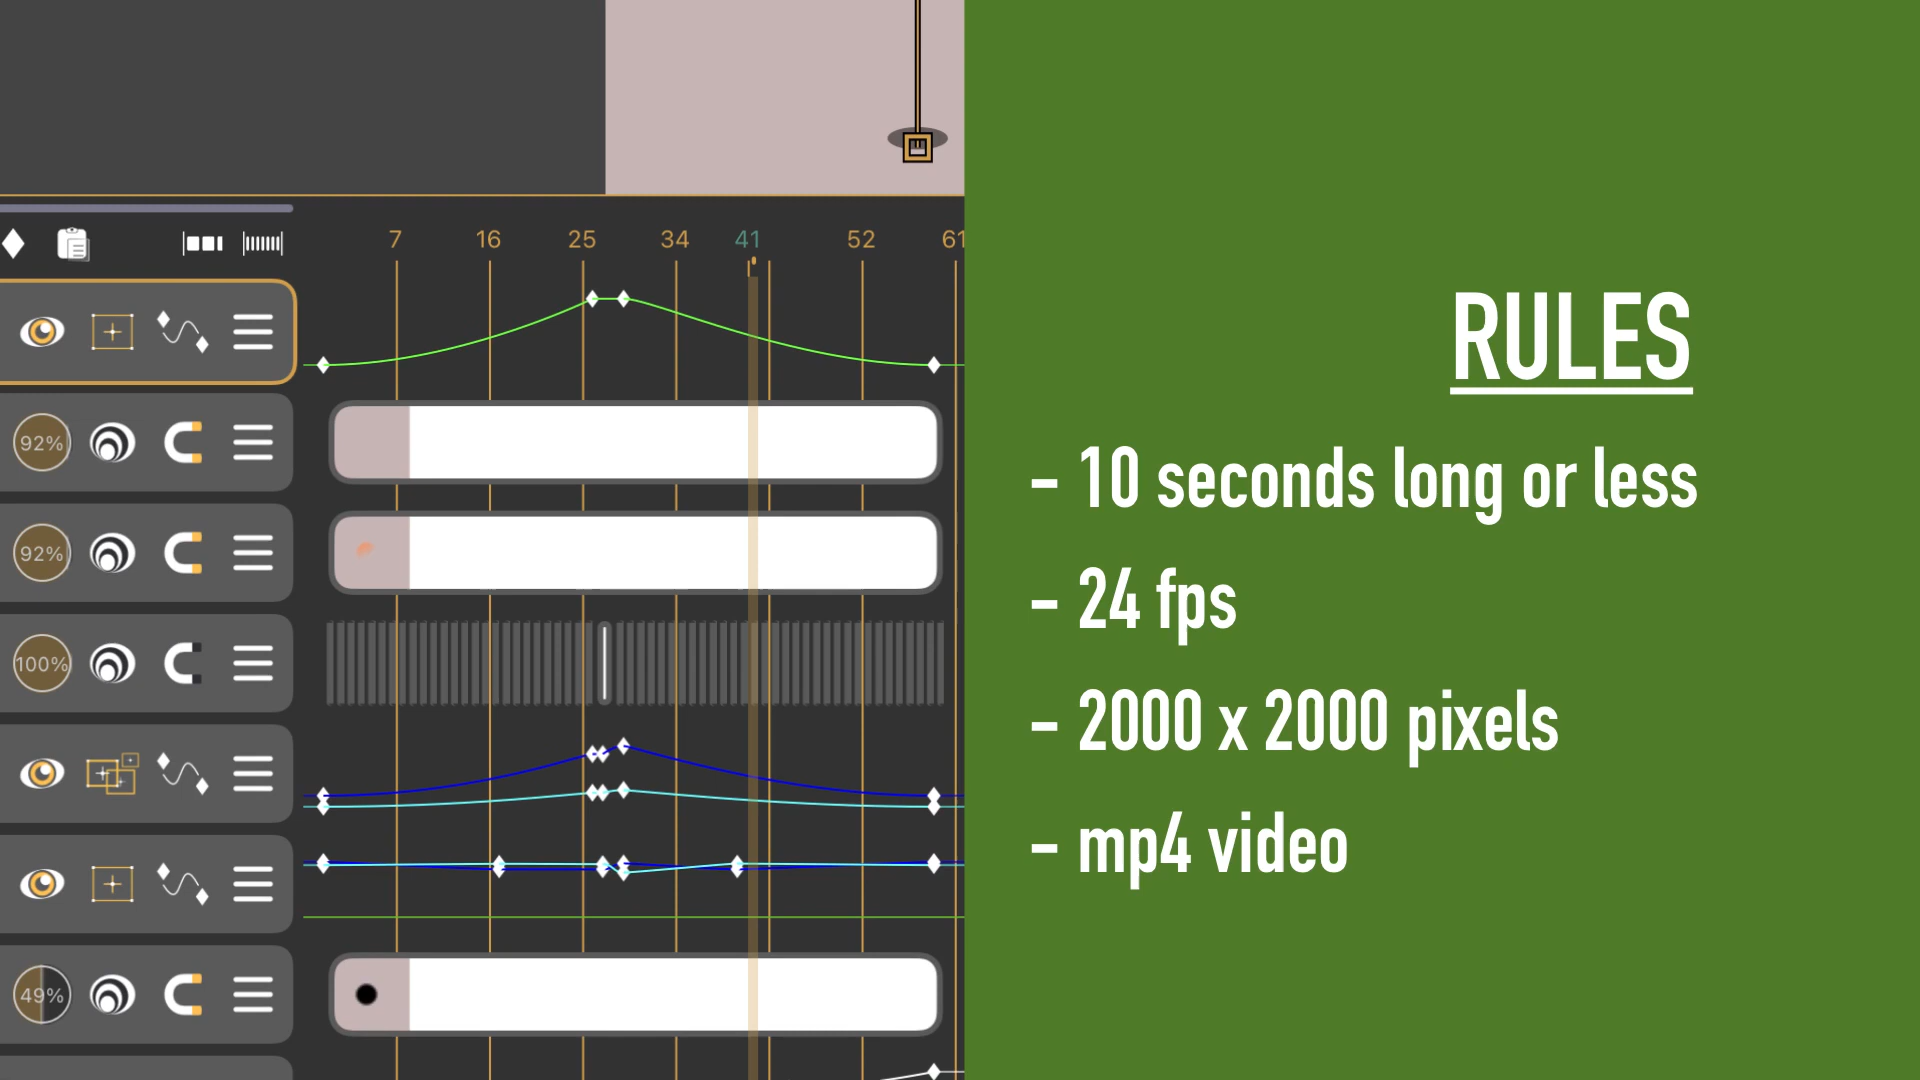 7 16 25 34 41 52 61
92%
92%
100%
49%
RULES
- 10 seconds long or less
- 24 fps
- 2000 x 2000 pixels
- mp4 video